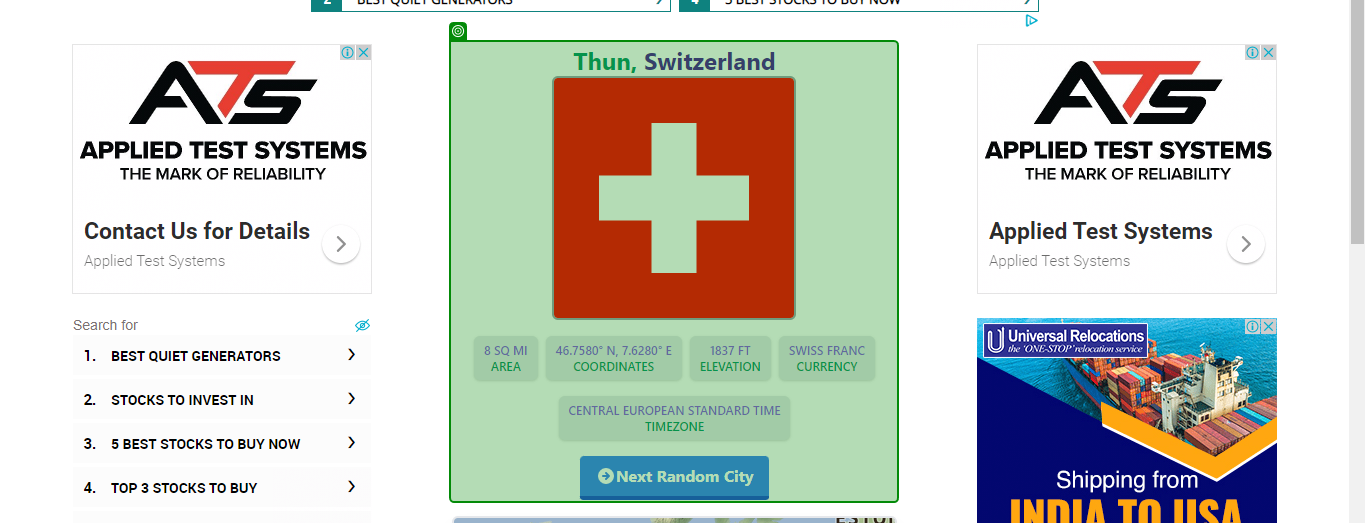 2 BEST QUIET GENERATORS
4 5 BEST STOCKS TO BUY NOW
ATS
APPLIED TEST SYSTEMS
THE MARK OF RELIABILITY
Contact Us for Details
Applied Test Systems
Search for
1. BEST QUIET GENERATORS
2. STOCKS TO INVEST IN
3. 5 BEST STOCKS TO BUY NOW
4. TOP 3 STOCKS TO BUY
Thun, Switzerland
8 SQ MI
AREA
46.7580° N, 7.6280° E
COORDINATES
1837 FT
ELEVATION
SWISS FRANC
CURRENCY
CENTRAL EUROPEAN STANDARD TIME
TIMEZONE
Next Random City
ATS
APPLIED TEST SYSTEMS
THE MARK OF RELIABILITY
Applied Test Systems
Applied Test Systems
Universal Relocations
the 'ONE-STOP' relocation service
Shipping from
INDIA TO USA